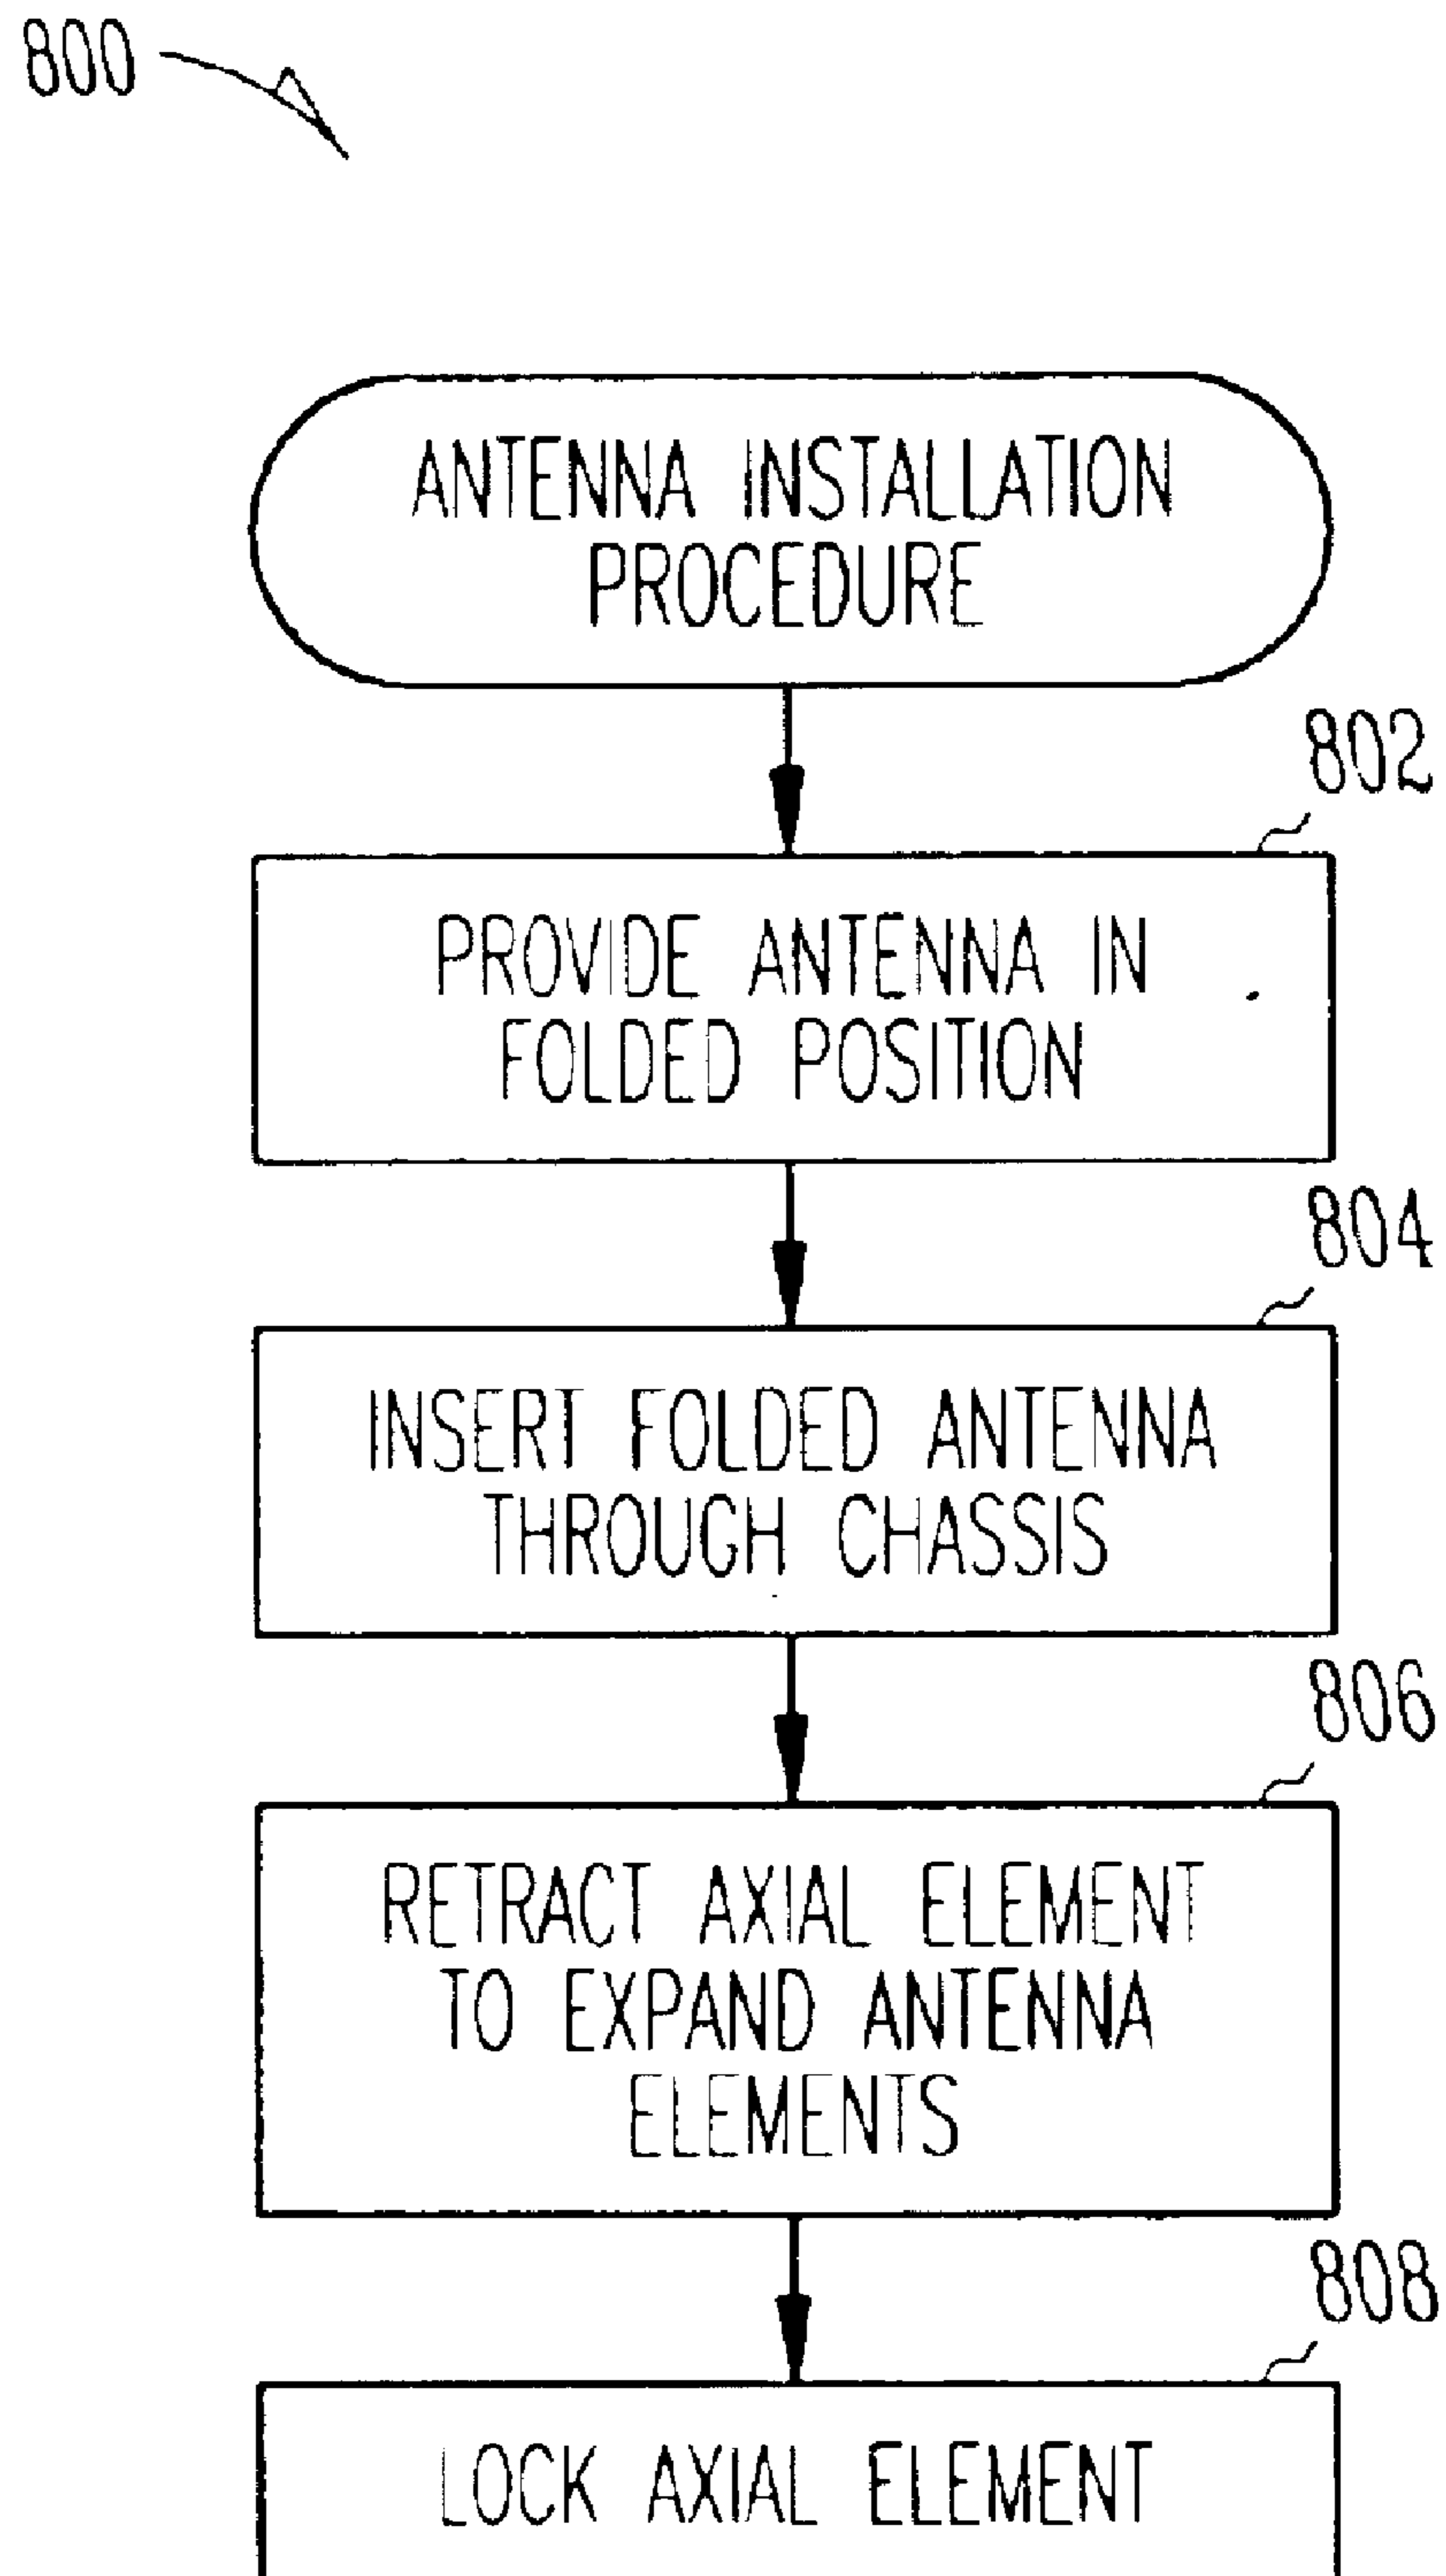 800
ANTENNA INSTALLATION
PROCEDURE
802
PROVIDE ANTENNA IN
FOLDED POSITION
804
INSERT FOLDED ANTENNA
THROUGH CHASSIS
806
RETRACT AXIAL ELEMENT
TO EXPAND ANTENNA
ELEMENTS
808
LOCK AXIAL ELEMENT